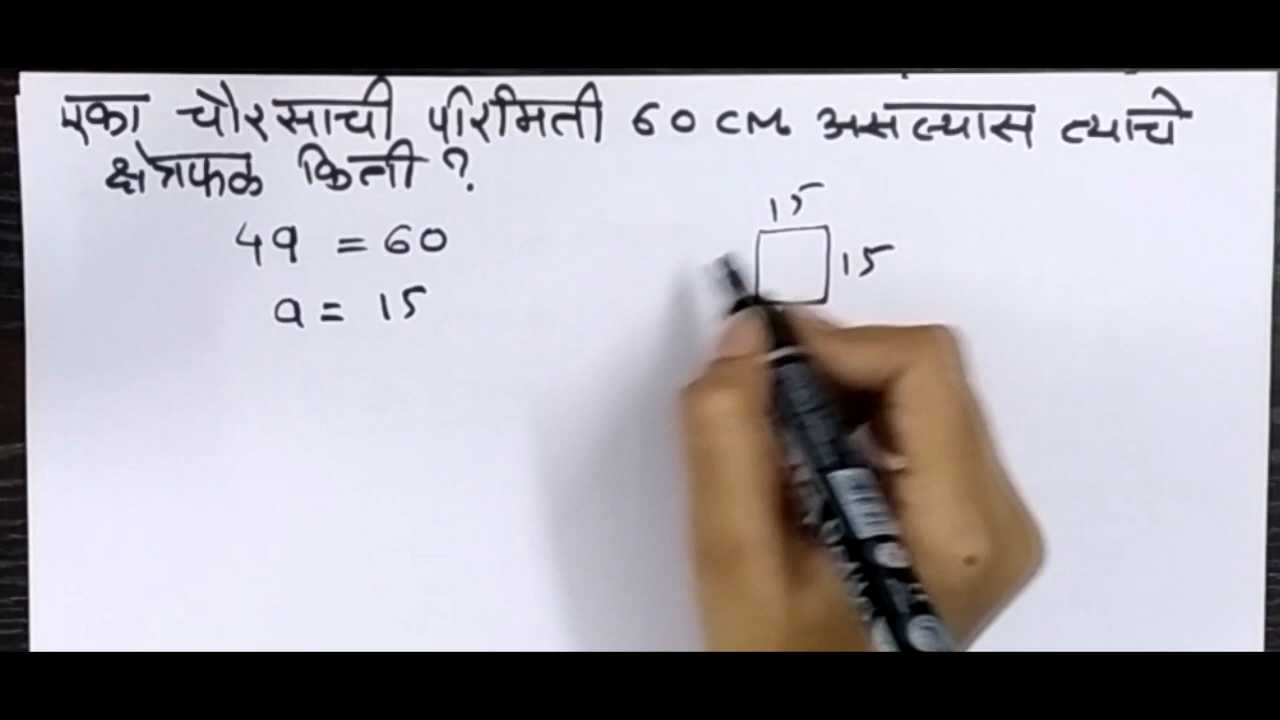 एका चौरसाची परिमिती 60 cm असल्यास त्याचे
क्षेत्रफळ किती ?
4a = 60
a = 15
15
15